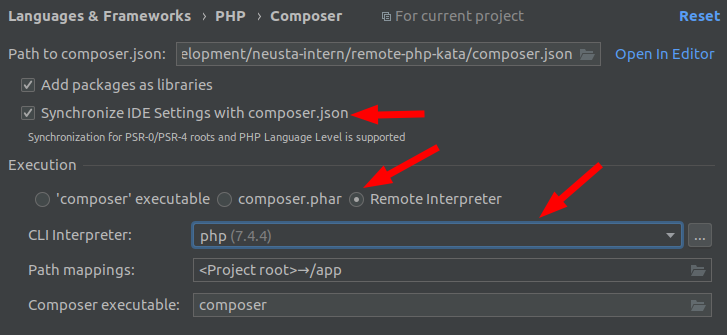 Languages & Frameworks › PHP › Composer For current project Reset
Path to composer.json: elopment/neusta-intern/remote-php-kata/composer.json Open In Editor
Add packages as libraries
Synchronize IDE Settings with composer.json
Synchronization for PSR-0/PSR-4 roots and PHP Language Level is supported
Execution
'composer' executable composer.phar Remote Interpreter
CLI Interpreter: php (7.4.4) ...
Path mappings: <Project root>→/app
Composer executable: composer